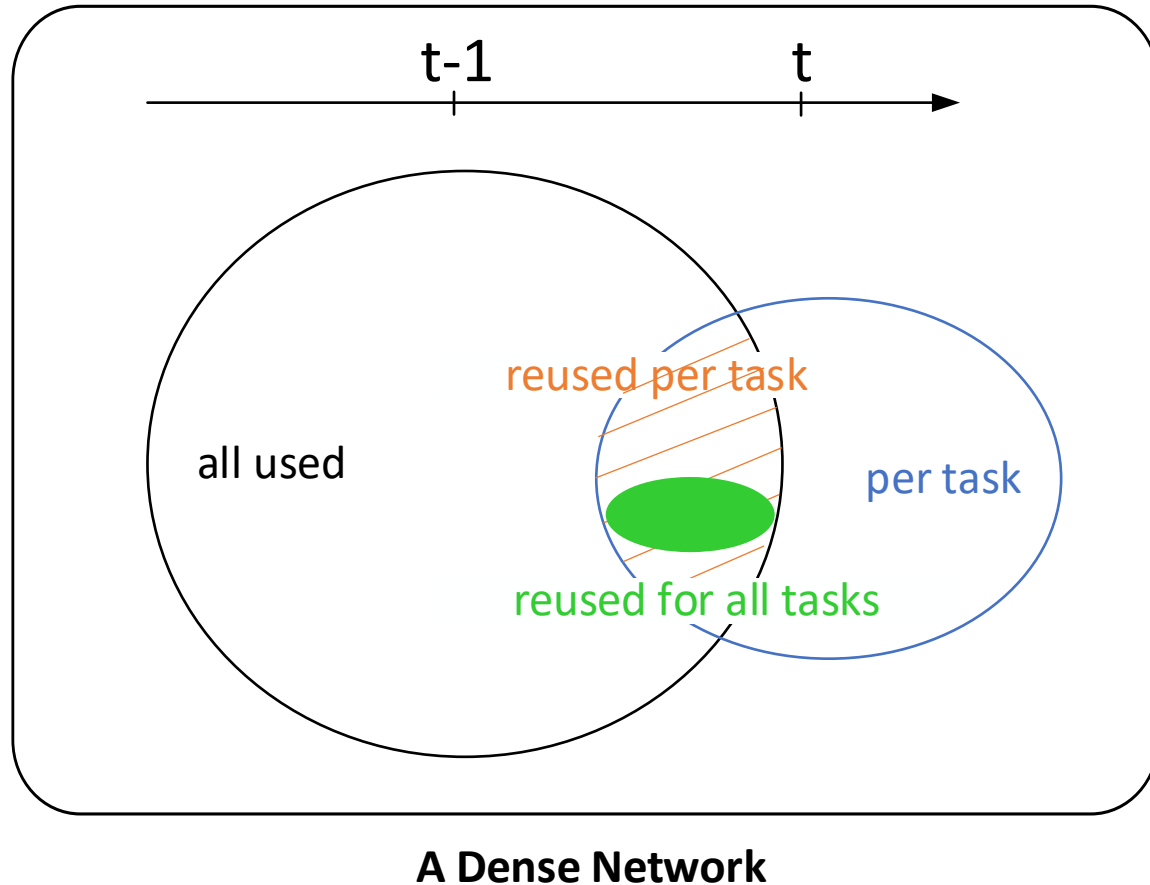 t-1
t
reused per task
all used
per task
reused for all tasks
A Dense Network